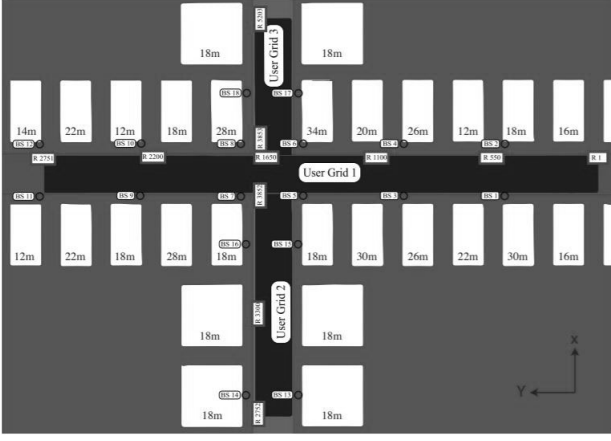 R 5203
18m
User Grid 3
18m
BS 18
BS 17
14m
22m
12m
18m
28m
34m
20m
26m
12m
18m
16m
BS 12
BS 10
BS 8
R 3853
BS 6
BS 4
BS 2
R 2751
R 2200
R 1650
R 1100
R 550
R 1
User Grid 1
BS 11
BS 9
BS 7
R 3852
BS 5
BS 3
BS 1
BS 16
BS 15
12m
22m
18m
28m
18m
18m
30m
26m
22m
30m
16m
R 3300
User Grid 2
18m
18m
X
Y
BS 14
BS 13
R 2752
18m
18m